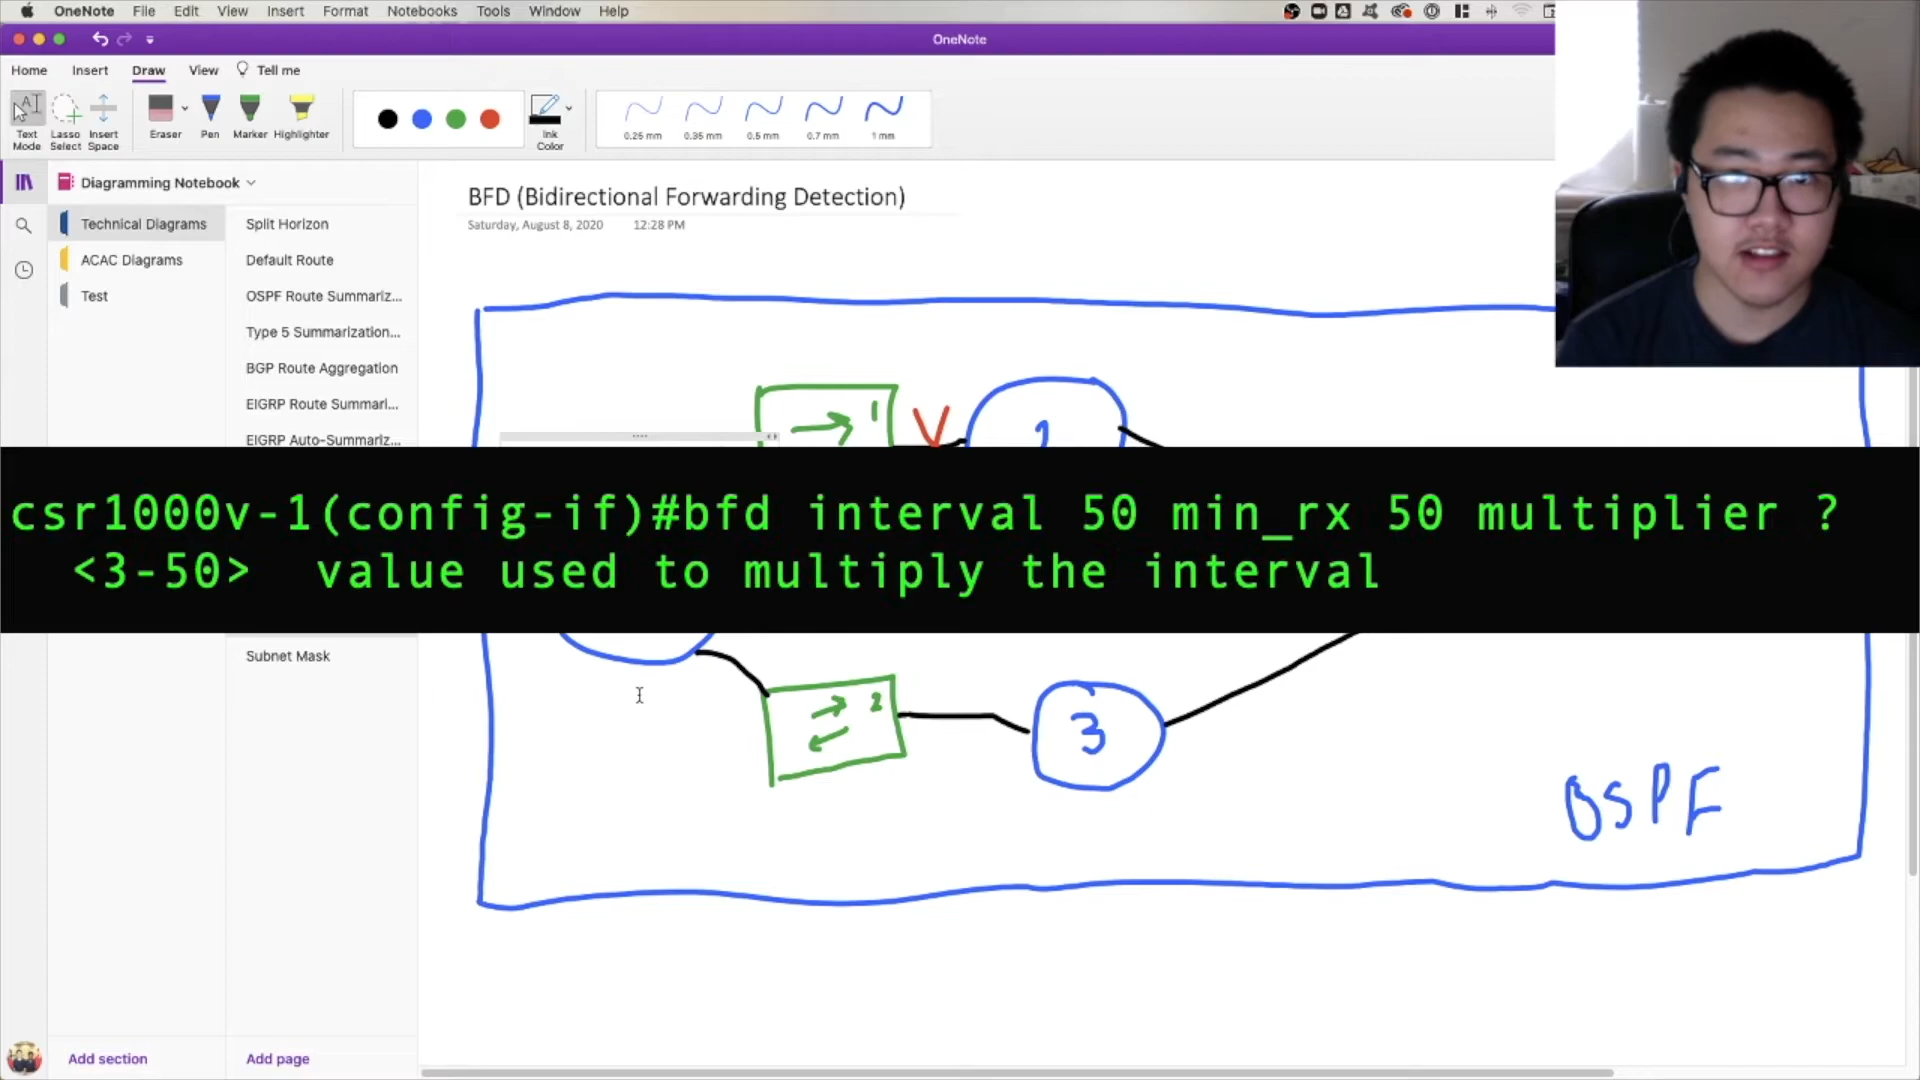 OneNote File Edit View Insert Format Notebooks Tools Window Help
OneNote
Home Insert Draw View Tell me
Text Mode
Lasso Select
Insert Space
Eraser
Pen
Marker
Highlighter
Ink Color
0.25 mm
0.35 mm
0.5 mm
0.7 mm
1 mm
Diagramming Notebook
Technical Diagrams
ACAC Diagrams
Test
Split Horizon
Default Route
OSPF Route Summariz...
Type 5 Summarization...
BGP Route Aggregation
EIGRP Route Summari...
EIGRP Auto-Summariz...
BFD (Bidirectional Forwarding Detection)
Saturday, August 8, 2020 12:28 PM
1
V
csr1000v-1(config-if)#bfd interval 50 min_rx 50 multiplier ?
<3-50> value used to multiply the interval
Subnet Mask
2
3
OSPF
Add section
Add page